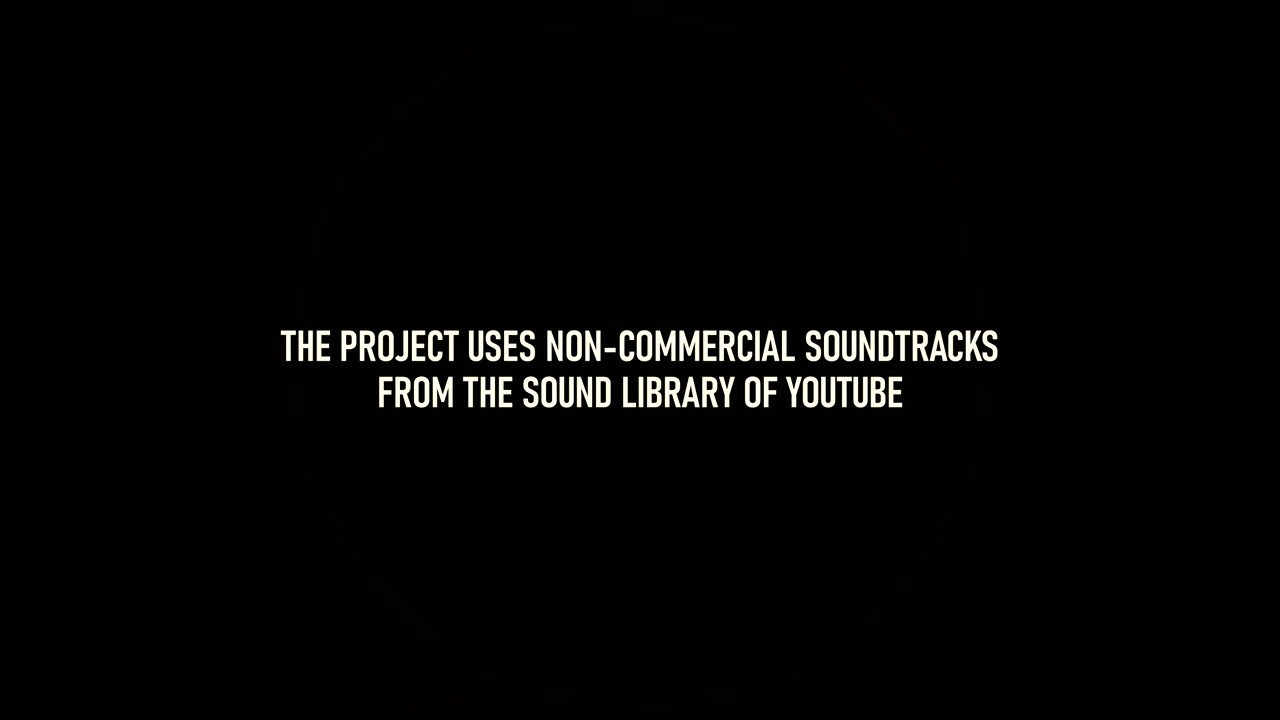 THE PROJECT USES NON-COMMERCIAL SOUNDTRACKS
FROM THE SOUND LIBRARY OF YOUTUBE